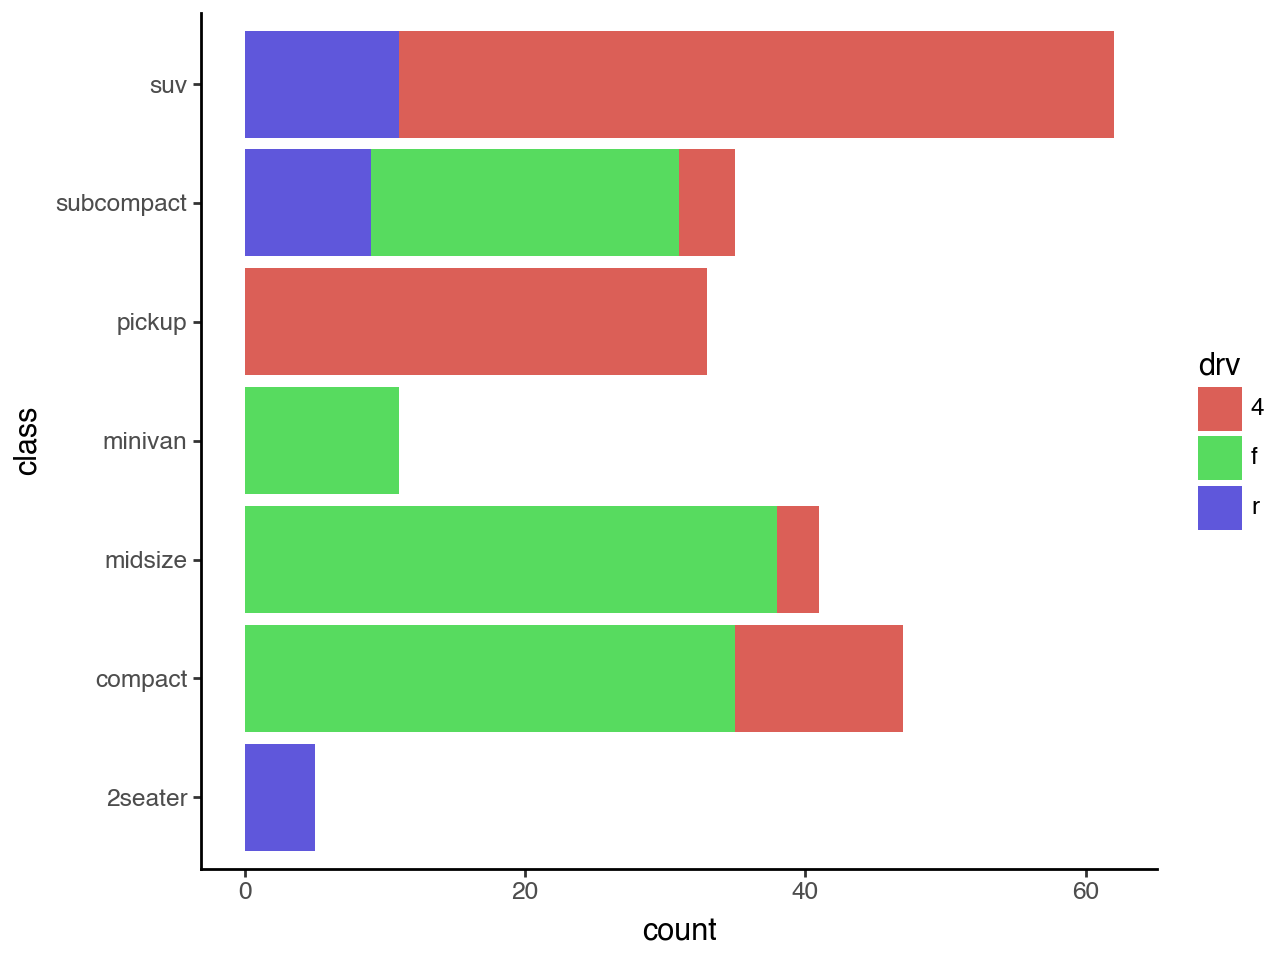 suv
subcompact
pickup
minivan
midsize
compact
2seater
class
0 20 40 60
count
drv
4
f
r